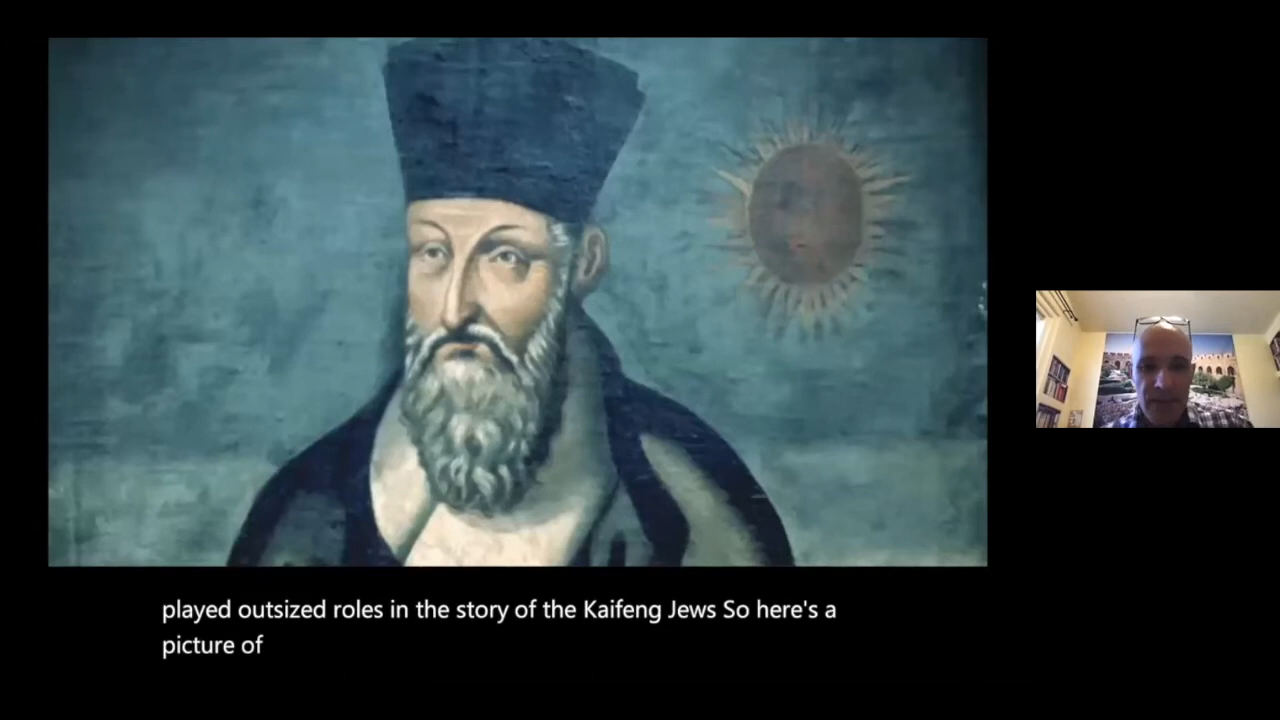 played outsized roles in the story of the Kaifeng Jews So here's a
picture of